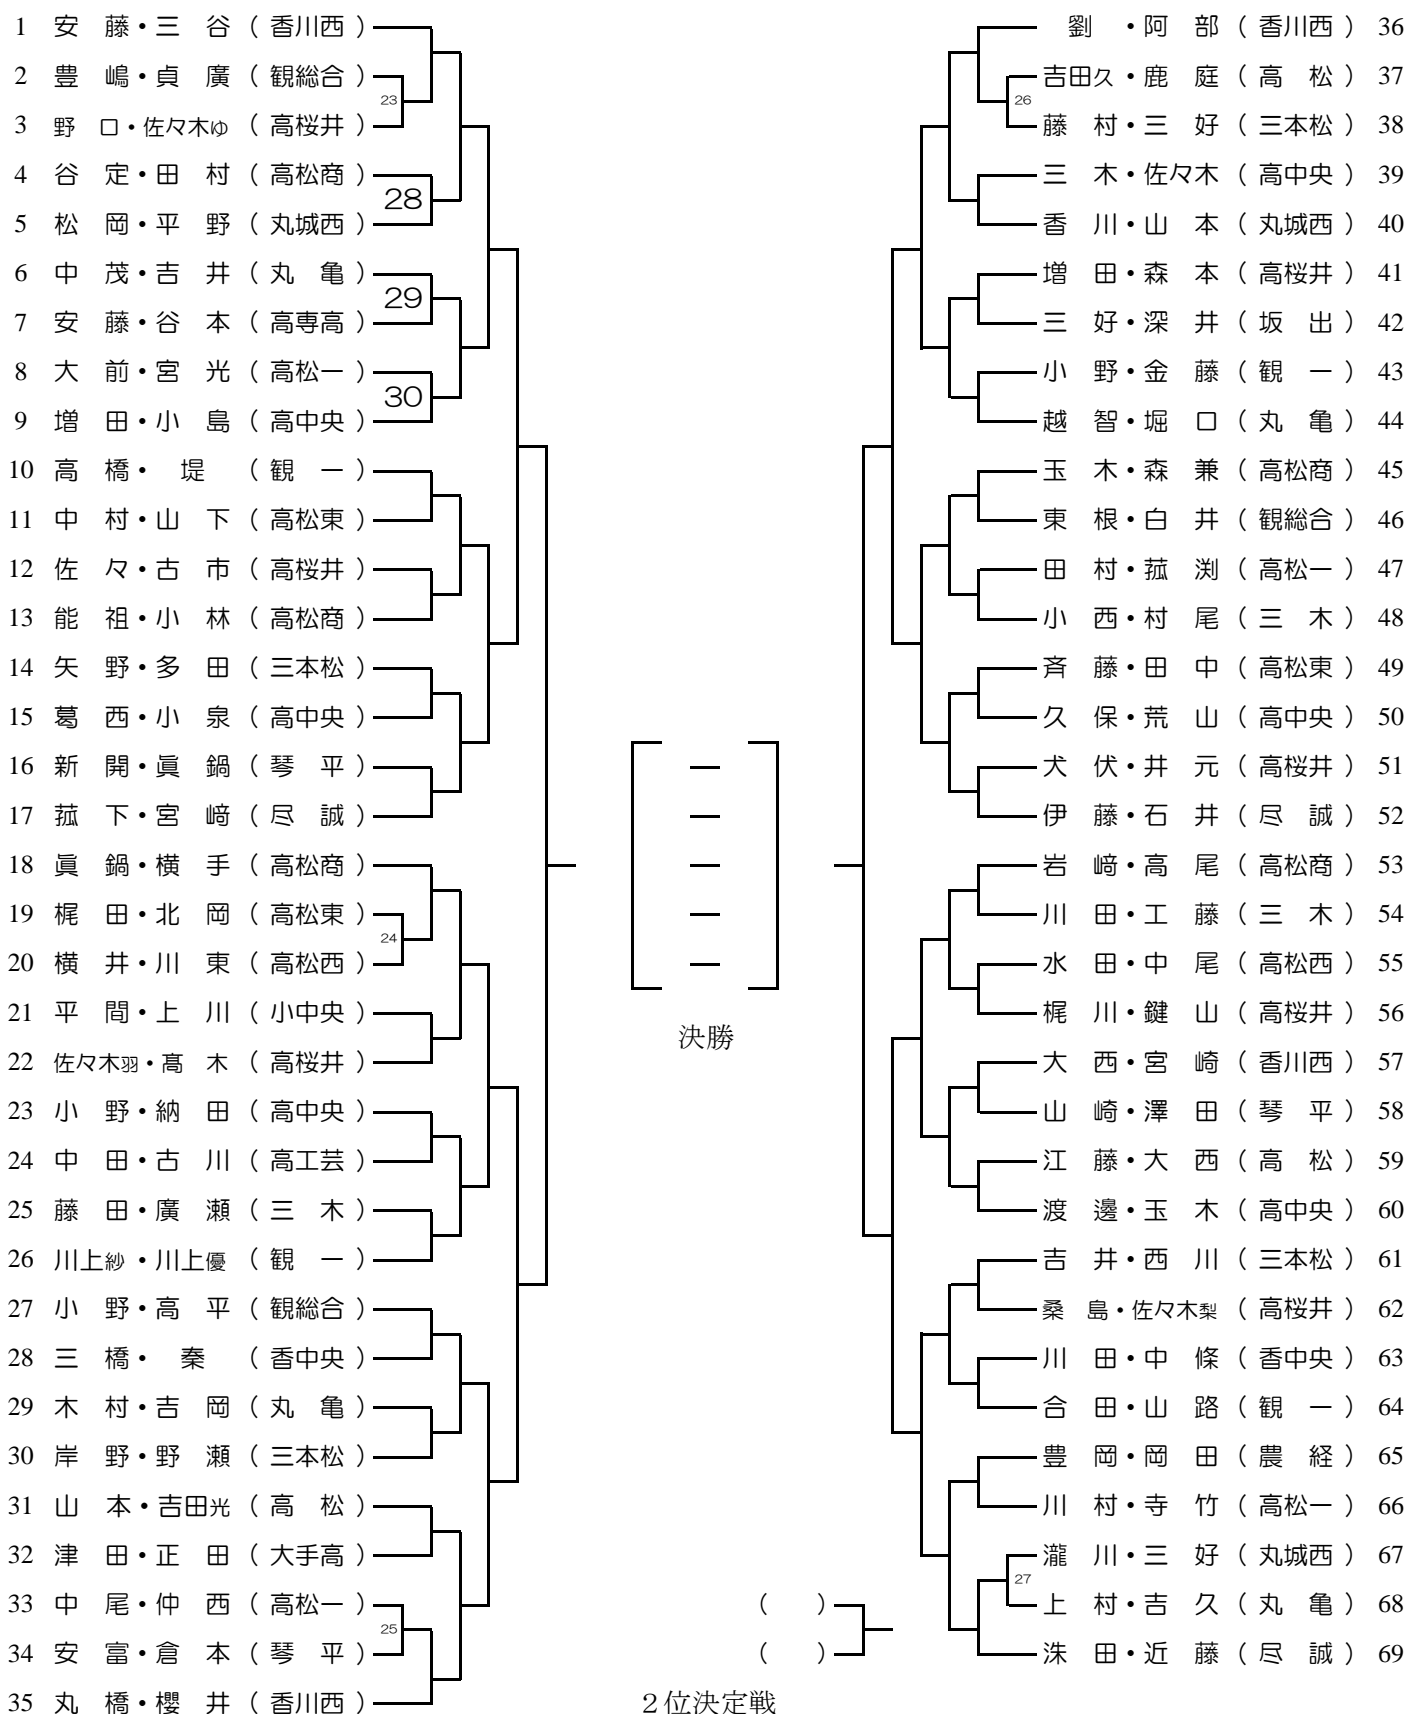 1 安 藤・三 谷 ( 香川西 )
2 豊 嶋・貞 廣 ( 観総合 )
23
3 野 口・佐々木ゆ ( 高桜井 )
4 谷 定・田 村 ( 高松商 )
28
5 松 岡・平 野 ( 丸城西 )
6 中 茂・吉 井 ( 丸 亀 )
29
7 安 藤・谷 本 ( 高専高 )
8 大 前・宮 光 ( 高松一 )
30
9 増 田・小 島 ( 高中央 )
10 高 橋・ 堤 ( 観 一 )
11 中 村・山 下 ( 高松東 )
12 佐 々・古 市 ( 高桜井 )
13 能 祖・小 林 ( 高松商 )
14 矢 野・多 田 ( 三本松 )
15 葛 西・小 泉 ( 高中央 )
16 新 開・眞 鍋 ( 琴 平 )
17 菰 下・宮 﨑 ( 尽 誠 )
18 眞 鍋・横 手 ( 高松商 )
19 梶 田・北 岡 ( 高松東 )
24
20 横 井・川 東 ( 高松西 )
21 平 間・上 川 ( 小中央 )
22 佐々木羽・髙 木 ( 高桜井 )
23 小 野・納 田 ( 高中央 )
24 中 田・古 川 ( 高工芸 )
25 藤 田・廣 瀬 ( 三 木 )
26 川上紗・川上優 ( 観 一 )
27 小 野・高 平 ( 観総合 )
28 三 橋・ 秦 ( 香中央 )
29 木 村・吉 岡 ( 丸 亀 )
30 岸 野・野 瀬 ( 三本松 )
31 山 本・吉田光 ( 高 松 )
32 津 田・正 田 ( 大手高 )
33 中 尾・仲 西 ( 高松一 )
25
34 安 富・倉 本 ( 琴 平 )
35 丸 橋・櫻 井 ( 香川西 )
― 
― 
― 
― 
― 
決勝
( )
( )
２位決定戦
劉 ・阿 部 ( 香川西 ) 36
吉田久・鹿 庭 ( 高 松 ) 37
26
藤 村・三 好 ( 三本松 ) 38
三 木・佐々木 ( 高中央 ) 39
香 川・山 本 ( 丸城西 ) 40
増 田・森 本 ( 高桜井 ) 41
三 好・深 井 ( 坂 出 ) 42
小 野・金 藤 ( 観 一 ) 43
越 智・堀 口 ( 丸 亀 ) 44
玉 木・森 兼 ( 高松商 ) 45
東 根・白 井 ( 観総合 ) 46
田 村・菰 渕 ( 高松一 ) 47
小 西・村 尾 ( 三 木 ) 48
斉 藤・田 中 ( 高松東 ) 49
久 保・荒 山 ( 高中央 ) 50
犬 伏・井 元 ( 高桜井 ) 51
伊 藤・石 井 ( 尽 誠 ) 52
岩 﨑・高 尾 ( 高松商 ) 53
川 田・工 藤 ( 三 木 ) 54
水 田・中 尾 ( 高松西 ) 55
梶 川・鍵 山 ( 高桜井 ) 56
大 西・宮 崎 ( 香川西 ) 57
山 崎・澤 田 ( 琴 平 ) 58
江 藤・大 西 ( 高 松 ) 59
渡 邊・玉 木 ( 高中央 ) 60
吉 井・西 川 ( 三本松 ) 61
桑 島・佐々木梨 ( 高桜井 ) 62
川 田・中 條 ( 香中央 ) 63
合 田・山 路 ( 観 一 ) 64
豊 岡・岡 田 ( 農 経 ) 65
川 村・寺 竹 ( 高松一 ) 66
瀧 川・三 好 ( 丸城西 ) 67
27
上 村・吉 久 ( 丸 亀 ) 68
洙 田・近 藤 ( 尽 誠 ) 69